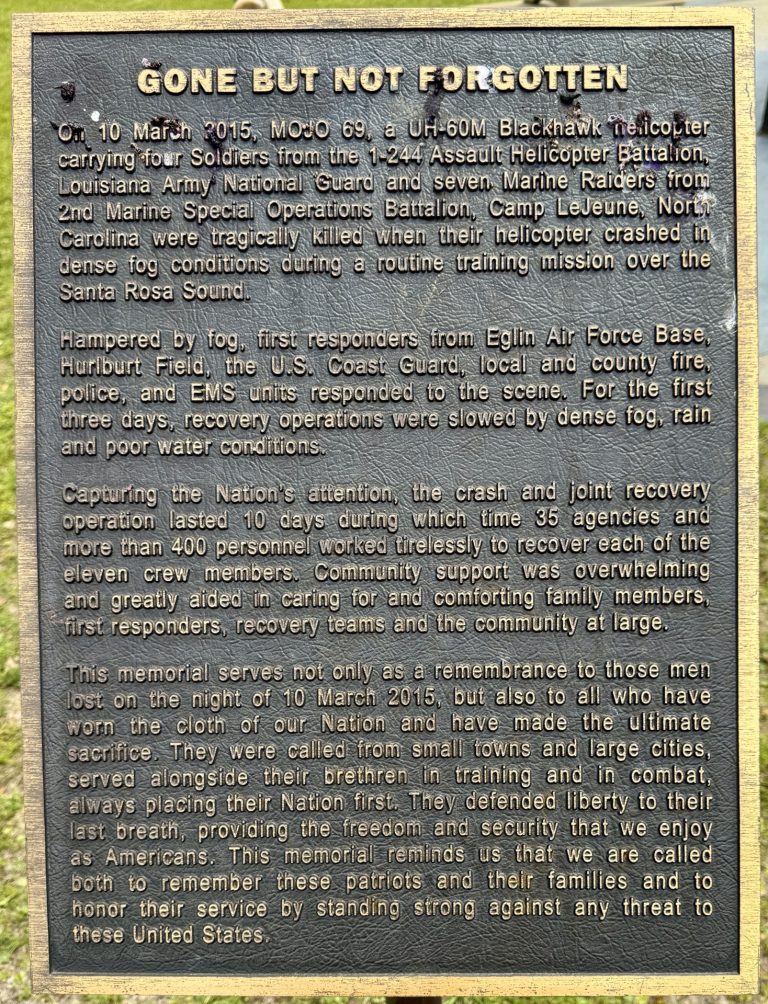 GONE BUT NOT FORGOTTEN
On 10 March 2015, MOJO 69, a UH-60M Blackhawk helicopter
carrying four Soldiers from the 1-244 Assault Helicopter Battalion,
Louisiana Army National Guard and seven Marine Raiders from
2nd Marine Special Operations Battalion, Camp LeJeune, North
Carolina were tragically killed when their helicopter crashed in
dense fog conditions during a routine training mission over the
Santa Rosa Sound.
Hampered by fog, first responders from Eglin Air Force Base,
Hurlburt Field, the U.S. Coast Guard, local and county fire,
police, and EMS units responded to the scene. For the first
three days, recovery operations were slowed by dense fog, rain
and poor water conditions.
Capturing the Nation's attention, the crash and joint recovery
operation lasted 10 days during which time 35 agencies and
more than 400 personnel worked tirelessly to recover each of the
eleven crew members. Community support was overwhelming
and greatly aided in caring for and comforting family members,
first responders, recovery teams and the community at large.
This memorial serves not only as a remembrance to those men
lost on the night of 10 March 2015, but also to all who have
worn the cloth of our Nation and have made the ultimate
sacrifice. They were called from small towns and large cities,
served alongside their brethren in training and in combat,
always placing their Nation first. They defended liberty to their
last breath, providing the freedom and security that we enjoy
as Americans. This memorial reminds us that we are called
both to remember these patriots and their families and to
honor their service by standing strong against any threat to
these United States.